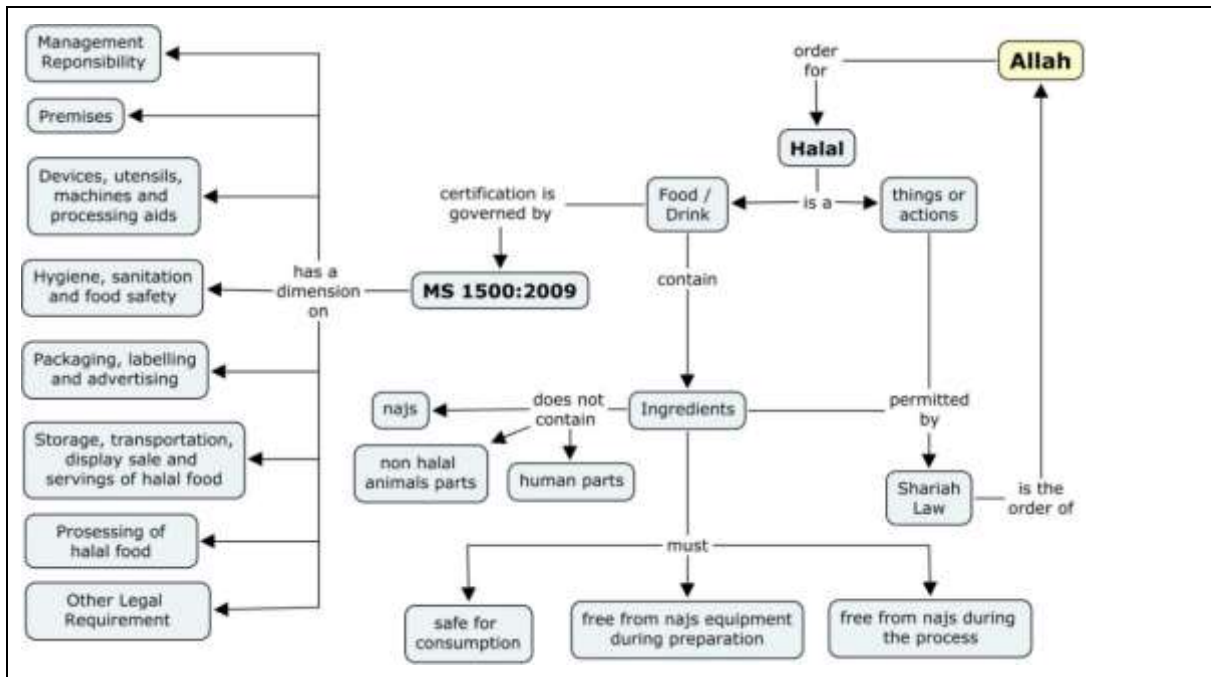 Management
Reponsibility
Premises
Devices, utensils,
machines and
processing aids
Hygiene, sanitation
and food safety
Packaging, labelling
and advertising
Storage, transportation,
display sale and
servings of halal food
Prosessing of
halal food
Other Legal
Requirement
has a
dimension
on
certification is
governed by
MS 1500:2009
order
for
Allah
Halal
Food /
Drink
is a
things or
actions
contain
najs
does not
contain
Ingredients
permitted
by
non halal
animals parts
human parts
Shariah
Law
is the
order of
must
safe for
consumption
free from najs equipment
during preparation
free from najs during
the process